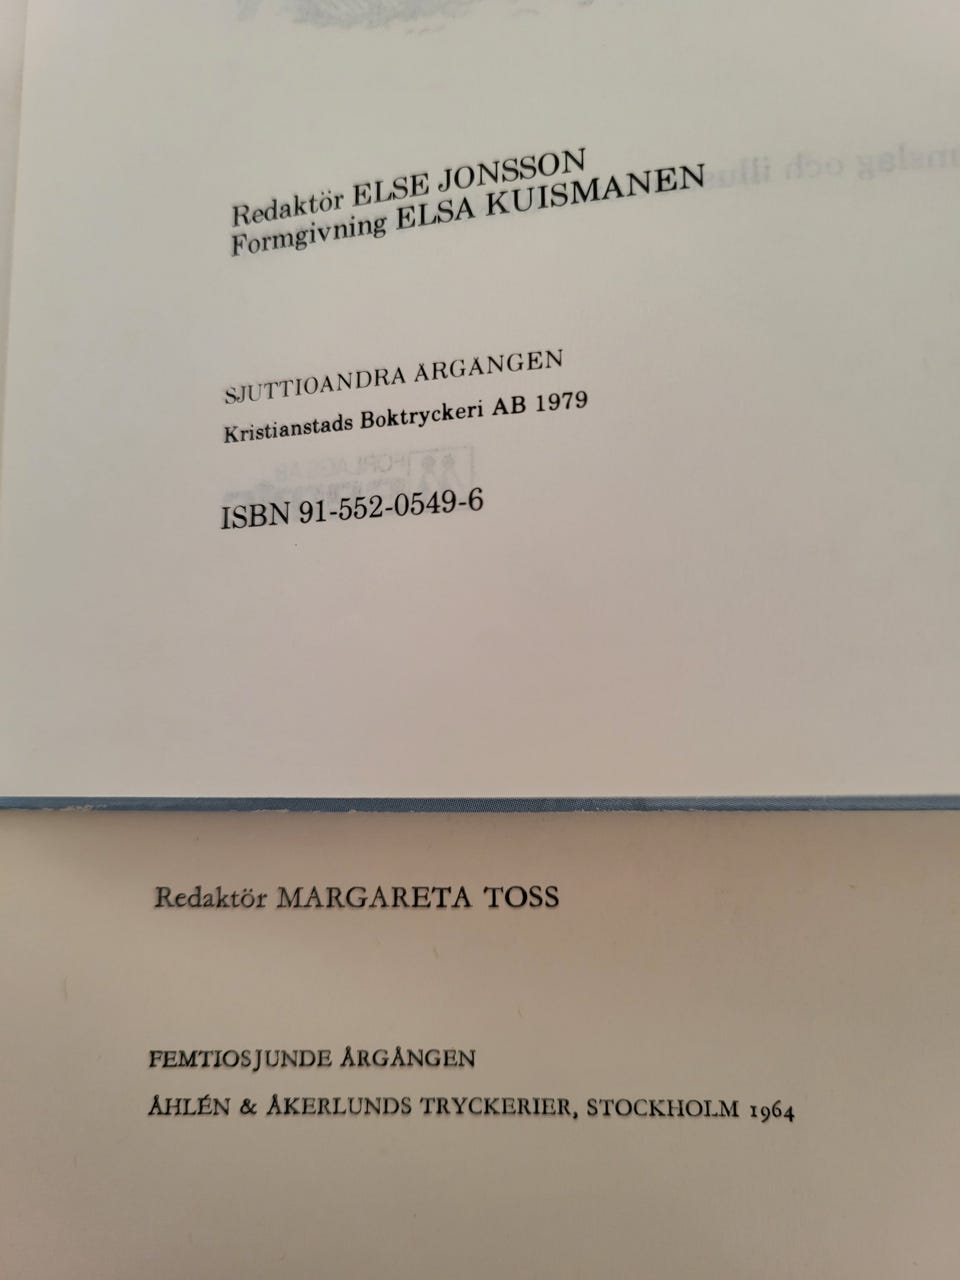 Redaktör ELSE JONSSON
Formgivning ELSA KUISMANEN
SJUTTIOANDRA ÅRGÅNGEN
Kristianstads Boktryckeri AB 1979
ISBN 91-552-0549-6
Redaktör MARGARETA TOSS
FEMTIOSJUNDE ÅRGÅNGEN
ÅHLÉN & ÅKERLUNDS TRYCKERIER, STOCKHOLM 1964